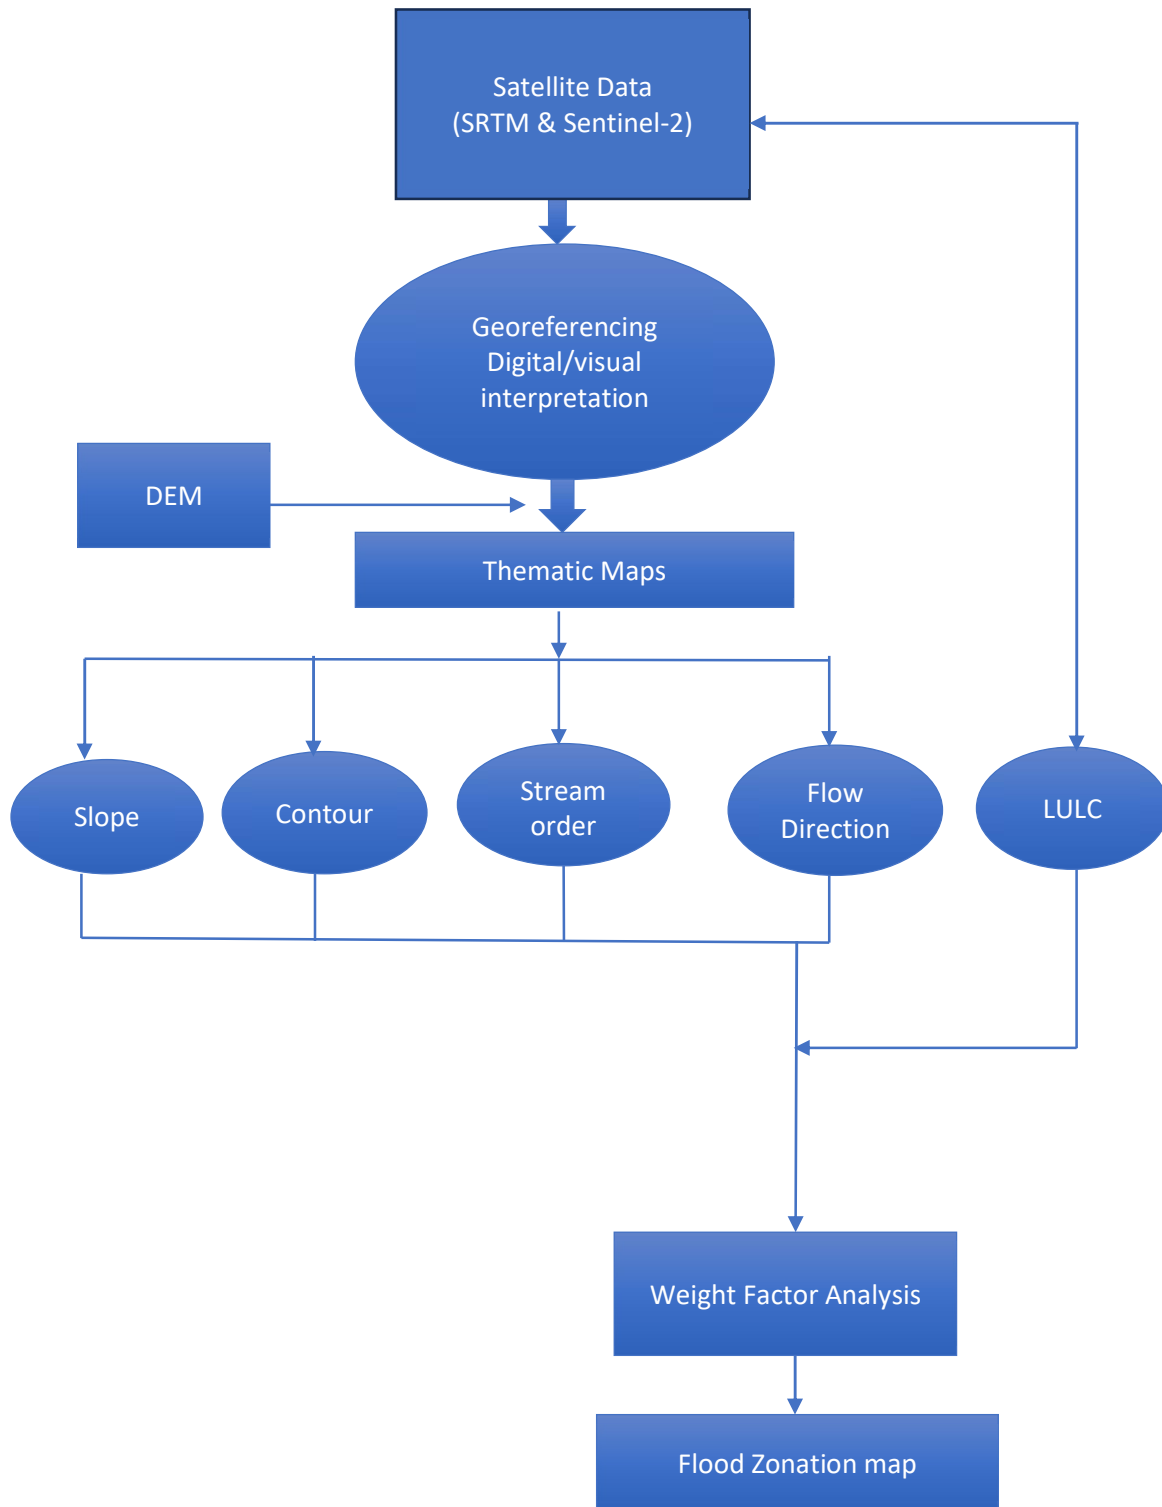 Satellite Data
(SRTM & Sentinel-2)
Georeferencing
Digital/visual
interpretation
DEM
Thematic Maps
Slope
Contour
Stream
order
Flow
Direction
LULC
Weight Factor Analysis
Flood Zonation map